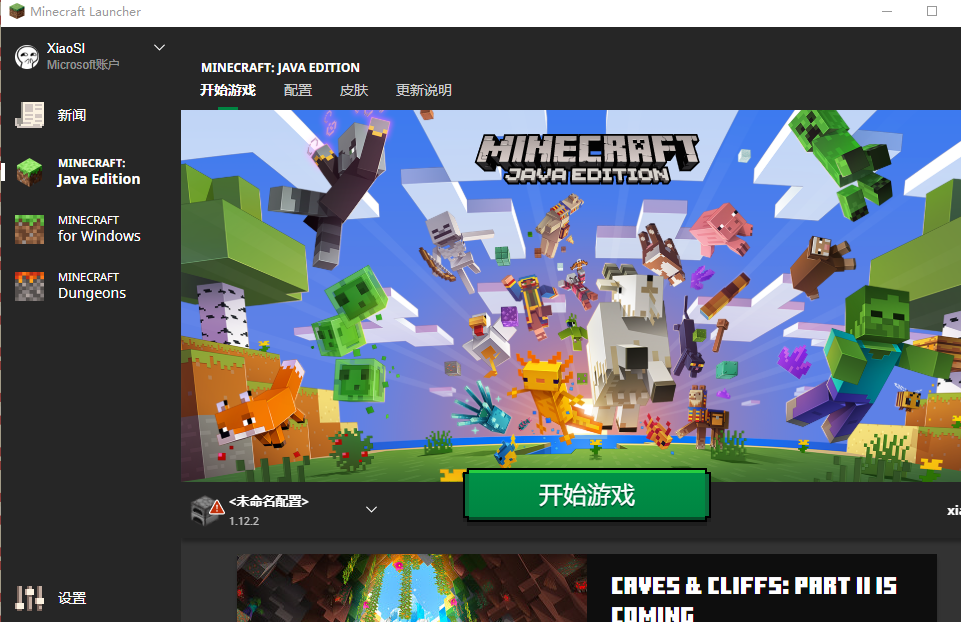 Minecraft Launcher
XiaoSI
Microsoft账户
新闻
MINECRAFT:
Java Edition
MINECRAFT
for Windows
MINECRAFT
Dungeons
设置
MINECRAFT: JAVA EDITION
开始游戏 配置 皮肤 更新说明
MINECRAFT
JAVA EDITION
<未命名配置>
1.12.2
开始游戏
CAVES & CLIFFS: PART II IS
COMING